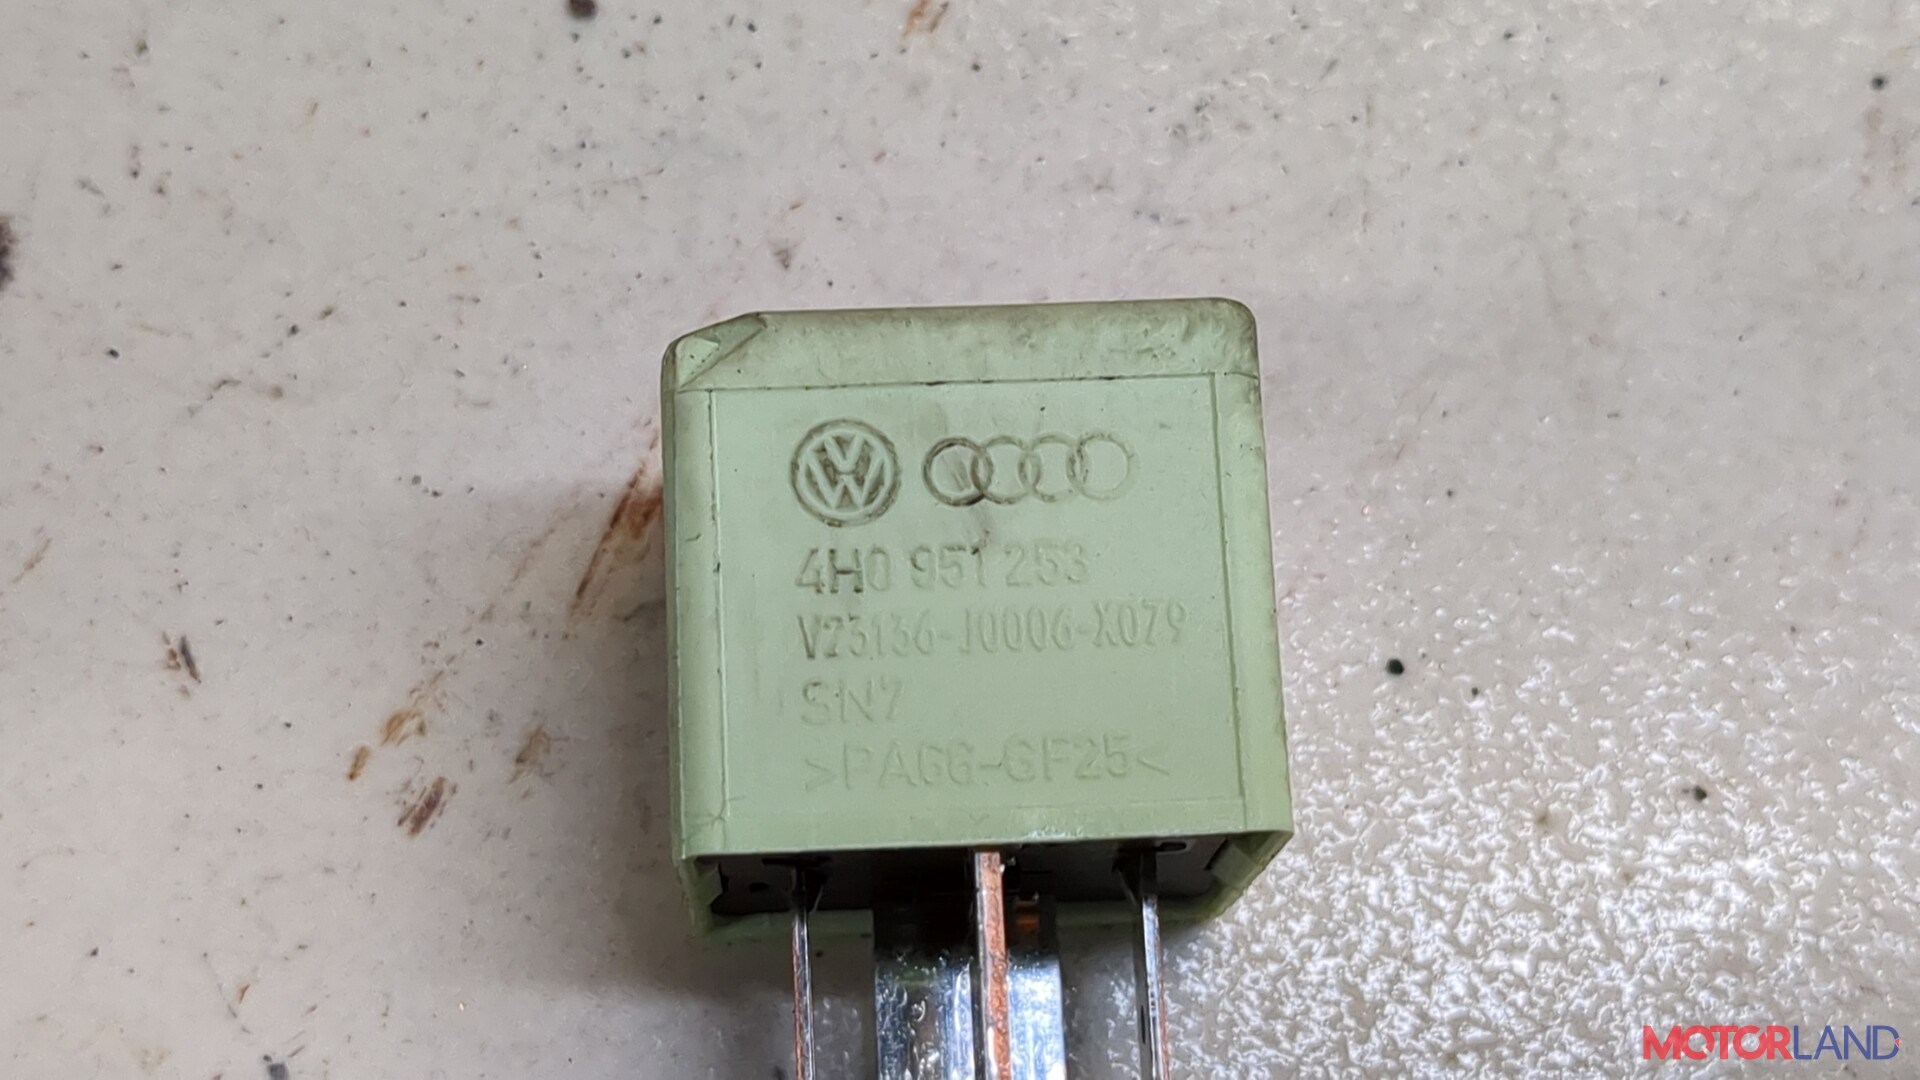 4H0 951 253
V23136-J0006-X079
SN7
>PA66-GF25<
MOTORLAND